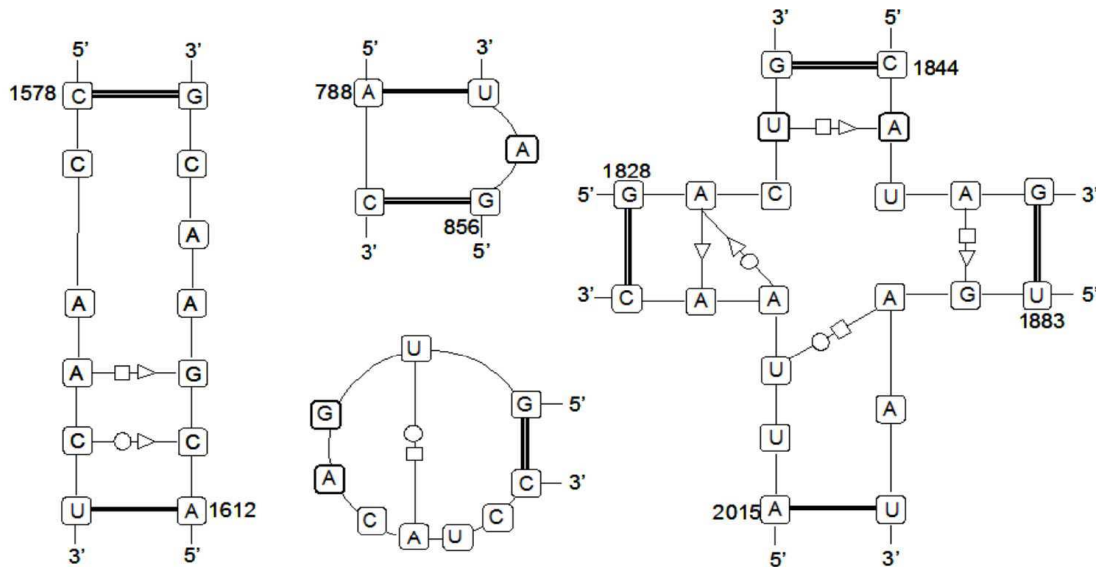 5’ 3’
1578 C G
C C
A
A A
A G
C C
U A 1612
3’ 5’
5’ 3’
788 A U
A
C G
856
3’ 5’
U
G G 5’
A C 3’
C A U C
3’ 5’
G C 1844
U A
1828
5’ G A C U A G 3’
3’ C A A A G U 5’
1883
U
A
U
2015 A U
5’ 3’